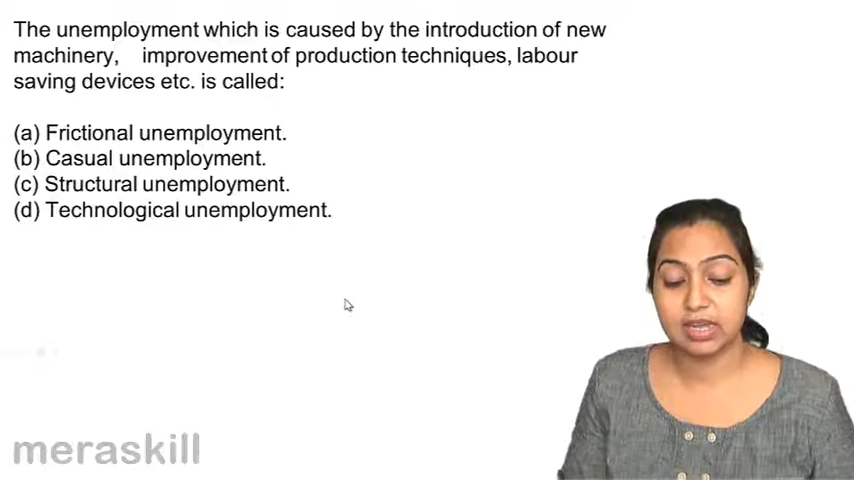 The unemployment which is caused by the introduction of new
machinery, improvement of production techniques, labour
saving devices etc. is called:
(a) Frictional unemployment.
(b) Casual unemployment.
(c) Structural unemployment.
(d) Technological unemployment.
meraskill